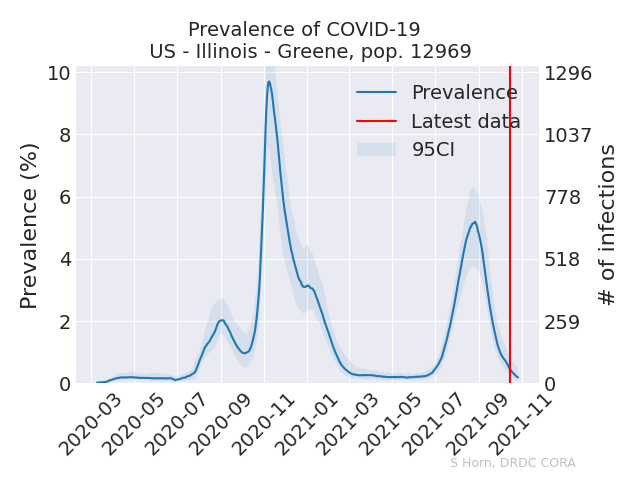 Prevalence of COVID-19
US - Illinois - Greene, pop. 12969
Prevalence (%)
10
8
6
4
2
0
Prevalence
Latest data
95CI
1296
1037
778
518
259
0
# of infections
2020-03
2020-05
2020-07
2020-09
2020-11
2021-01
2021-03
2021-05
2021-07
2021-09
2021-11
S Horn, DRDC CORA